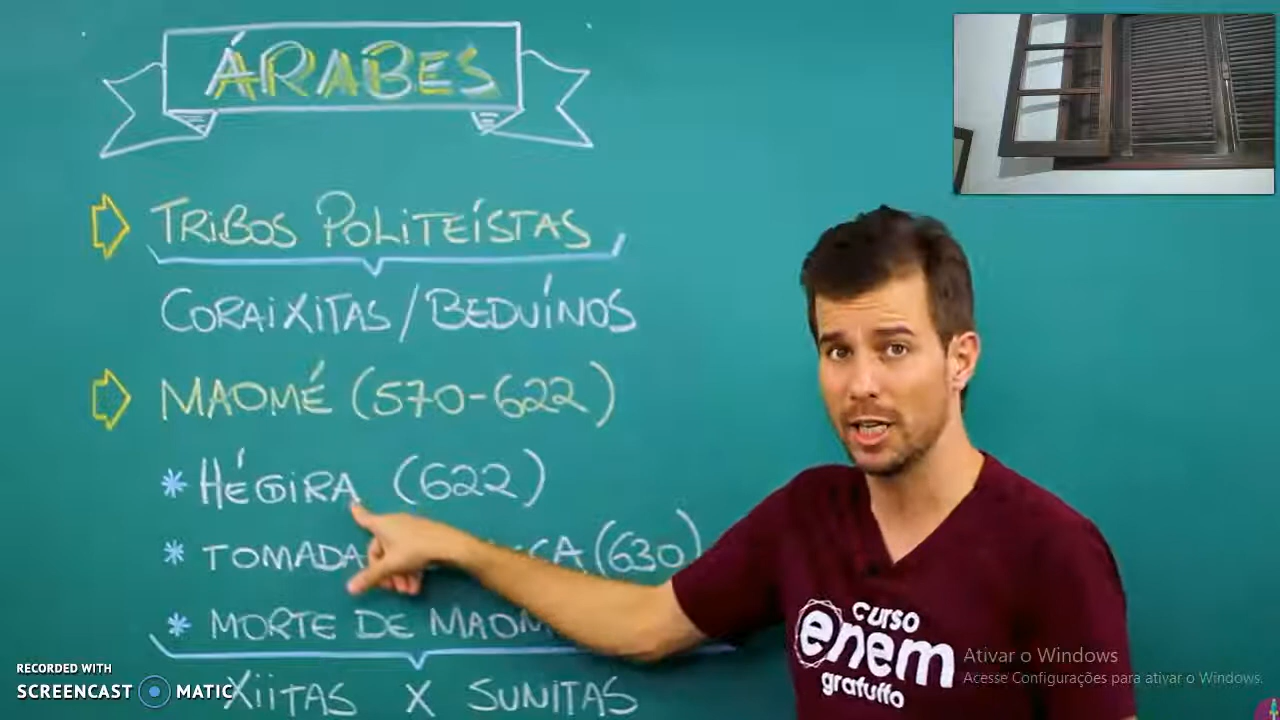 ÁRABES
TRIBOS POLITEÍSTAS
CORAIXITAS / BEDUÍNOS
MAOMÉ (570-622)
* HÉGIRA (622)
* TOMADA (630)
* MORTE DE
XIITAS X SUNITAS
curso
enem
gratuito
Ativar o Windows
Acesse Configurações para ativar o Windows.
RECORDED WITH
SCREENCAST MATIC